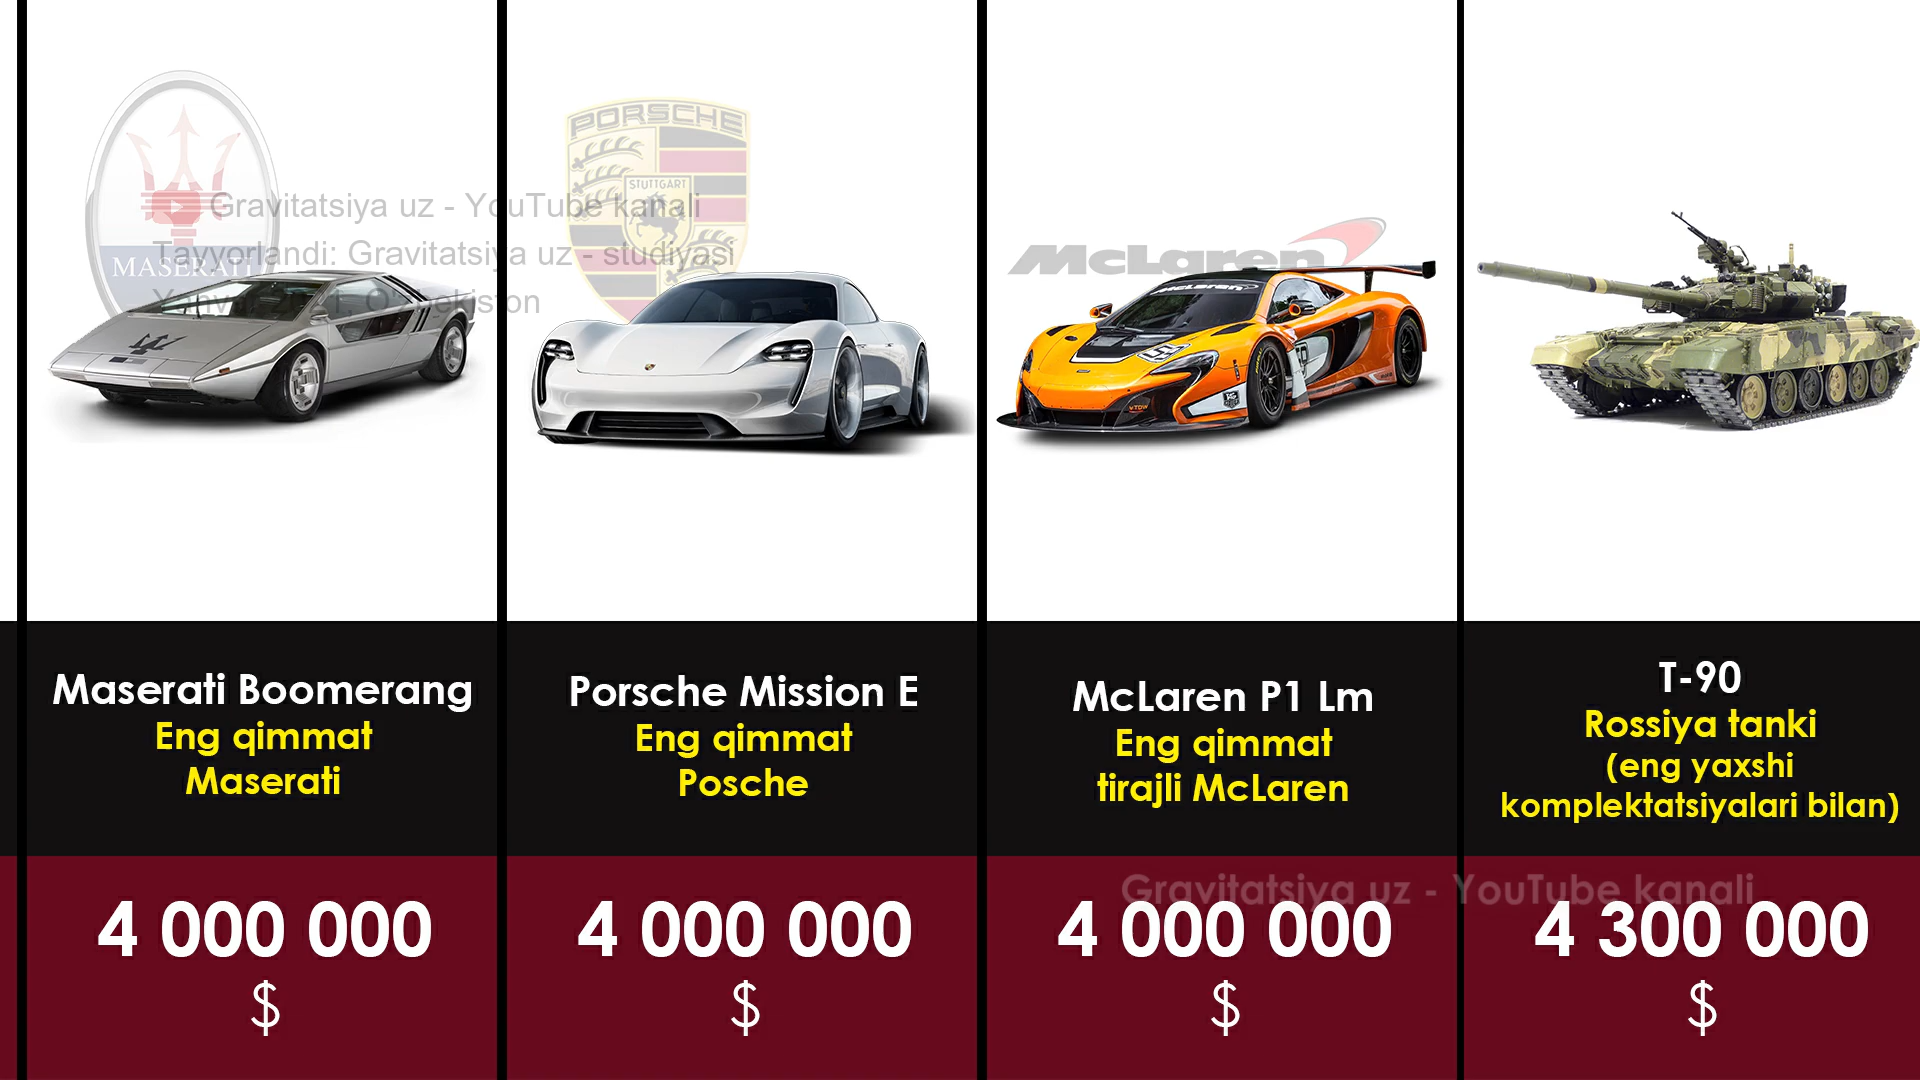 MASERATI
PORSCHE
STUTTGART
Gravitatsiya uz - YouTube kanali
Tayyorlandi: Gravitatsiya uz - studiyasi
McLaren
McLaren
59
Maserati Boomerang
Eng qimmat
Maserati
4 000 000
$
Porsche Mission E
Eng qimmat
Posche
4 000 000
$
McLaren P1 Lm
Eng qimmat
tirajli McLaren
4 000 000
$
T-90
Rossiya tanki
(eng yaxshi
komplektatsiyalari bilan)
Gravitatsiya uz - YouTube kanali
4 300 000
$